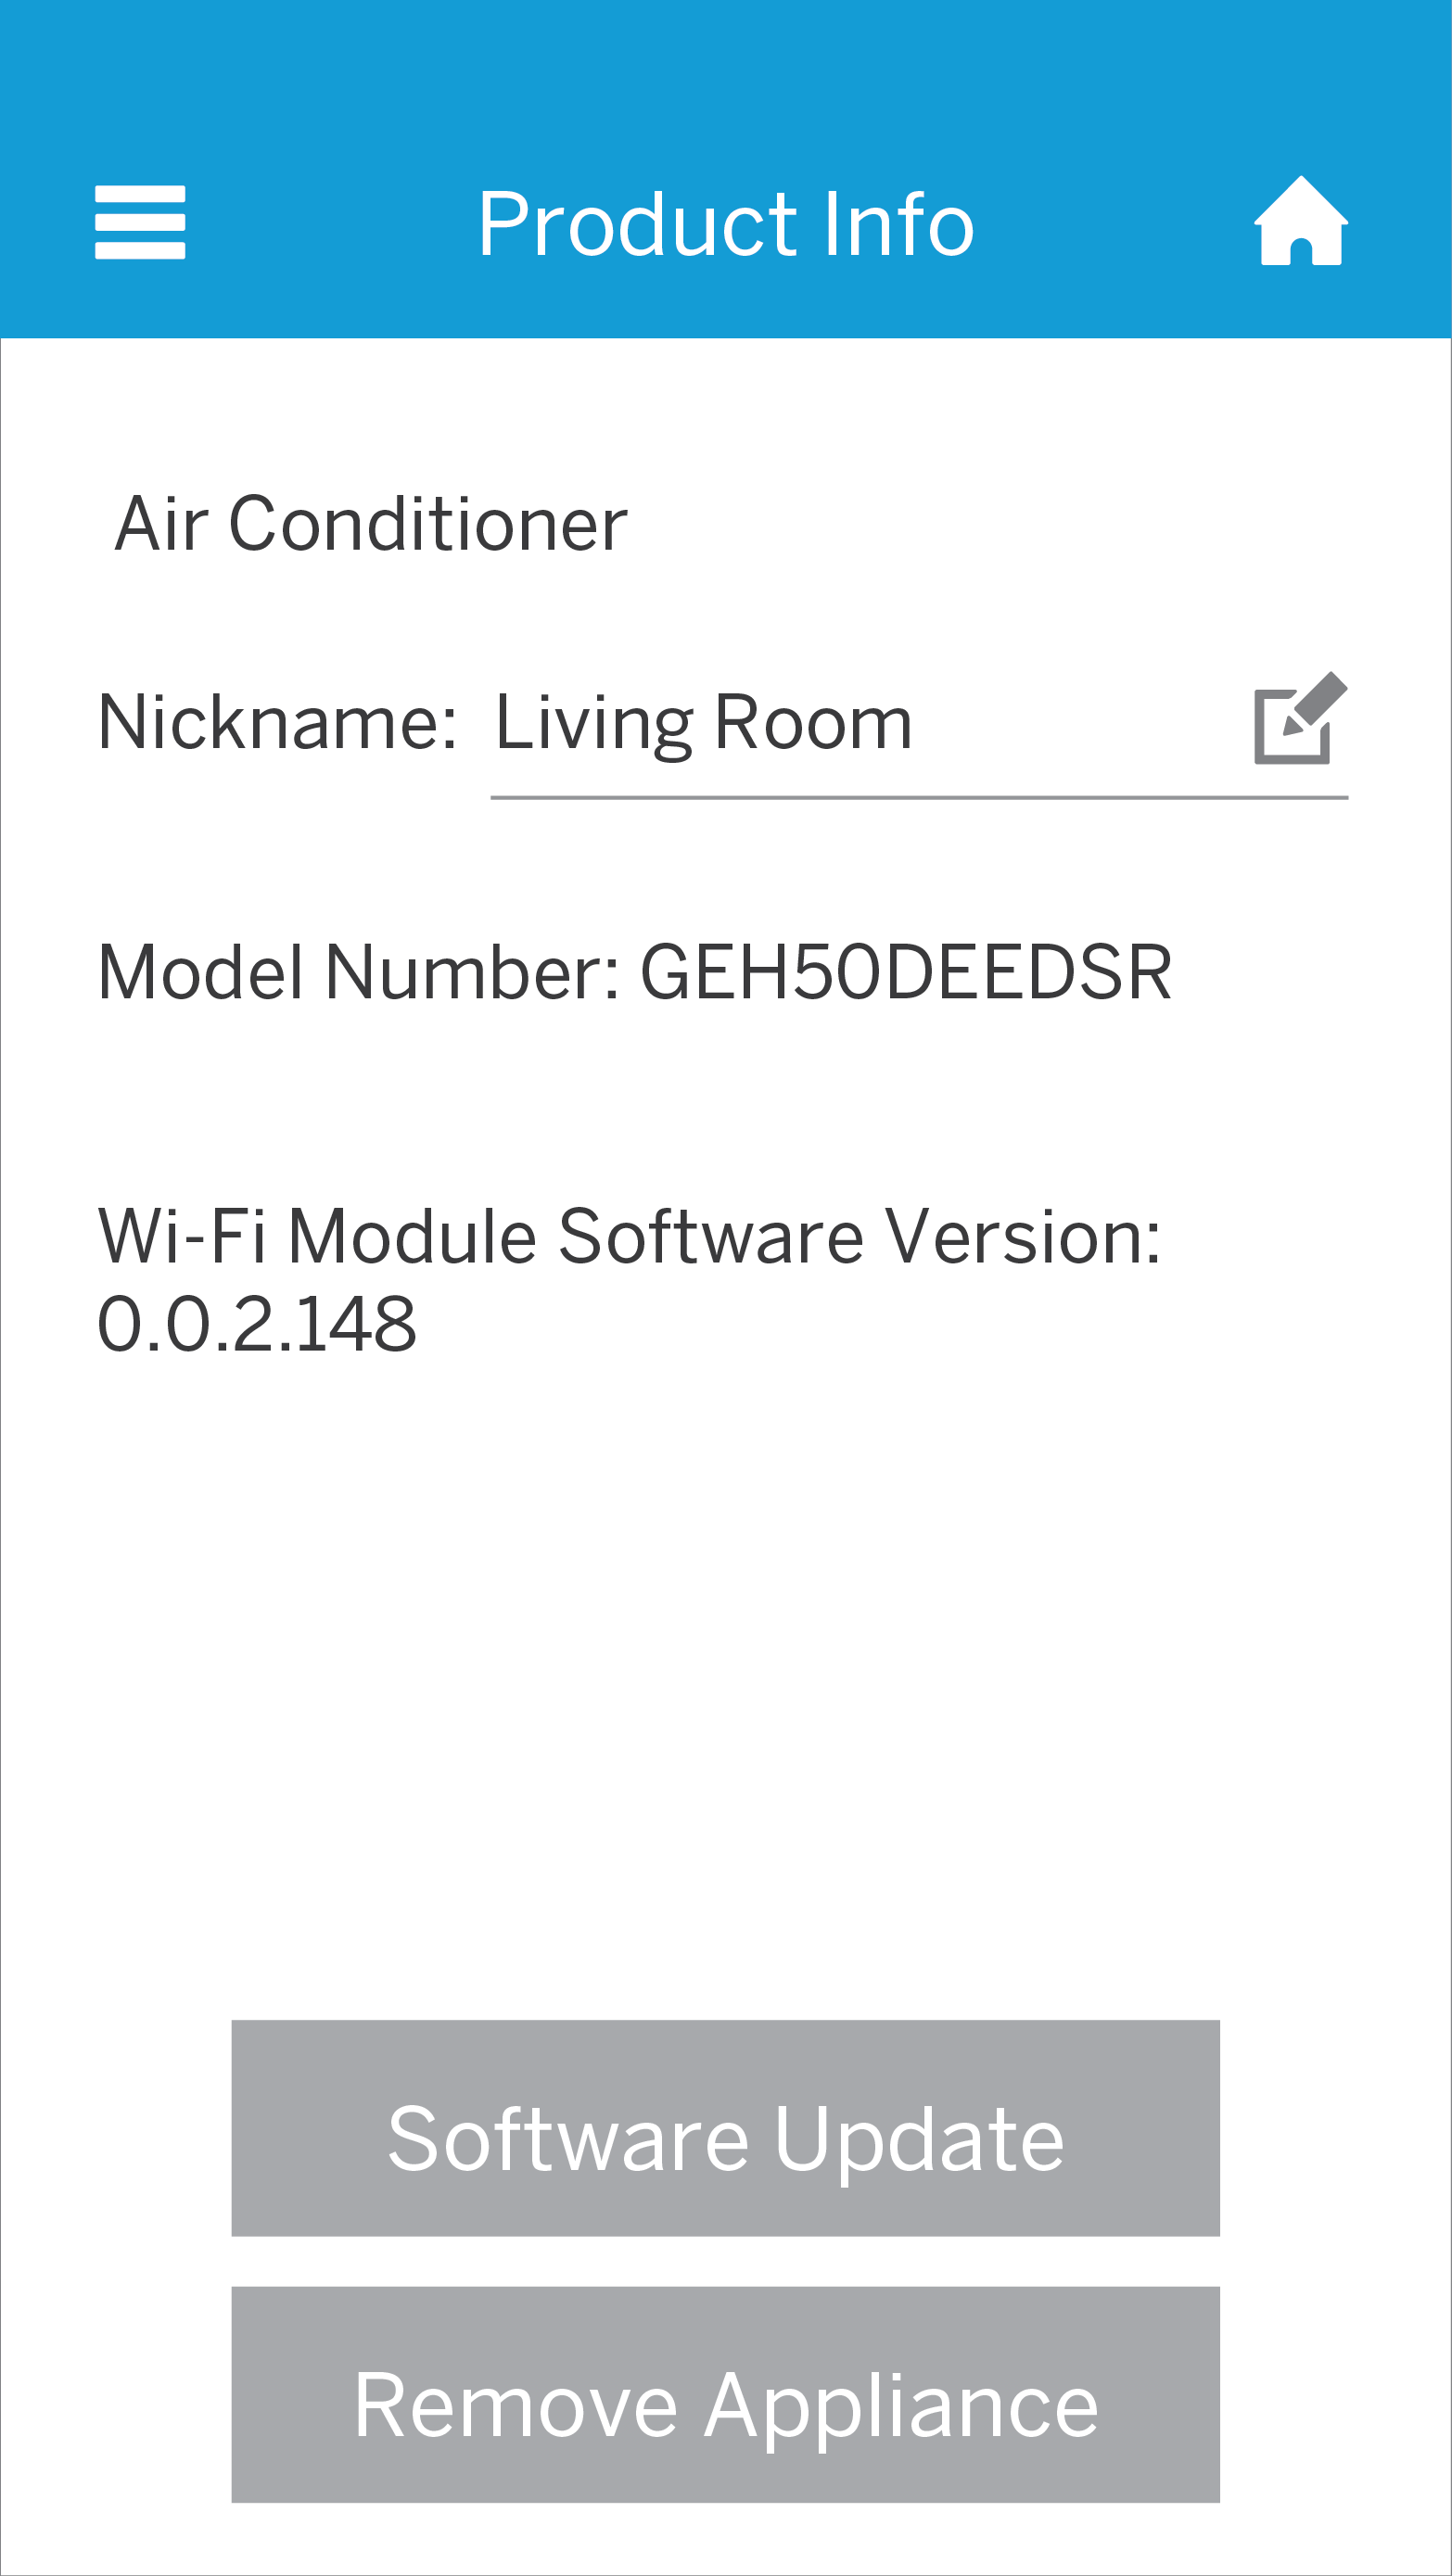 Product Info
Air Conditioner
Nickname: Living Room
Model Number: GEH50DEEDSR
Wi-Fi Module Software Version:
0.0.2.148
Software Update
Remove Appliance